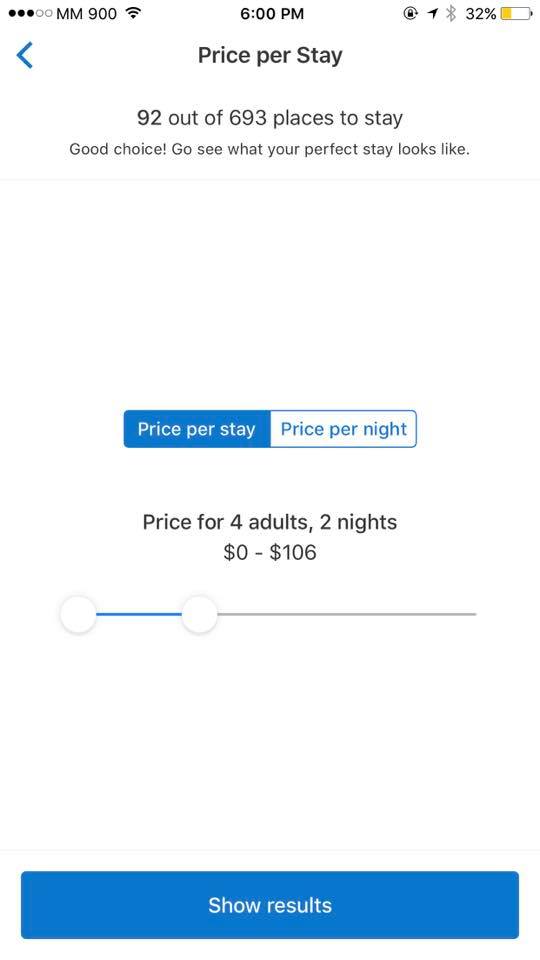 MM 900 6:00 PM 32%
Price per Stay
92 out of 693 places to stay
Good choice! Go see what your perfect stay looks like.
Price per stay Price per night
Price for 4 adults, 2 nights
$0 - $106
Show results